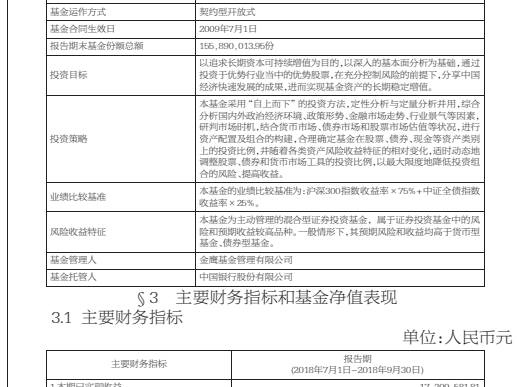 基金运作方式 契约型开放式
基金合同生效日 2009年7月1日
报告期末基金份额总额 155,890,013.95份
投资目标
以追求长期资本可持续增值为目的,以深入的基本面分析为基础,通过
投资于优势行业当中的优势股票,在充分控制风险的前提下,分享中国
经济快速发展的成果,进而实现基金资产的长期稳定增值。
投资策略
本基金采用“自上而下”的投资方法,定性分析与定量分析并用,综合
分析国内外政治经济环境、政策形势、金融市场走势、行业景气等因素,
研判市场时机,结合货币市场、债券市场和股票市场估值等状况,进行
资产配置及组合的构建,合理确定基金在股票、债券、现金等资产类别
上的投资比例,并随着各类资产风险收益特征的相对变化,适时动态地
调整股票、债券和货币市场工具的投资比例,以最大限度地降低投资组
合的风险、提高收益。
业绩比较基准
本基金的业绩比较基准为:沪深300指数收益率×75%+中证全债指数
收益率×25%。
风险收益特征
本基金为主动管理的混合型证券投资基金，属于证券投资基金中的风
险和预期收益较高品种。一般情形下,其预期风险和收益均高于货币型
基金、债券型基金。
基金管理人 金鹰基金管理有限公司
基金托管人 中国银行股份有限公司
§3 主要财务指标和基金净值表现
3.1 主要财务指标
单位:人民币元
主要财务指标
报告期
(2018年7月1日-2018年9月30日)
1.本期已实现收益 -17,209,581.81